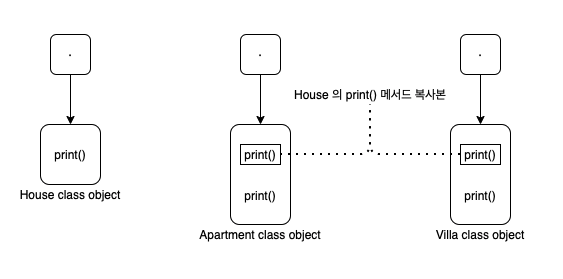 .
.
.
House 의 print() 메서드 복사본
print()
print()
print()
print()
print()
House class object
Apartment class object
Villa class object